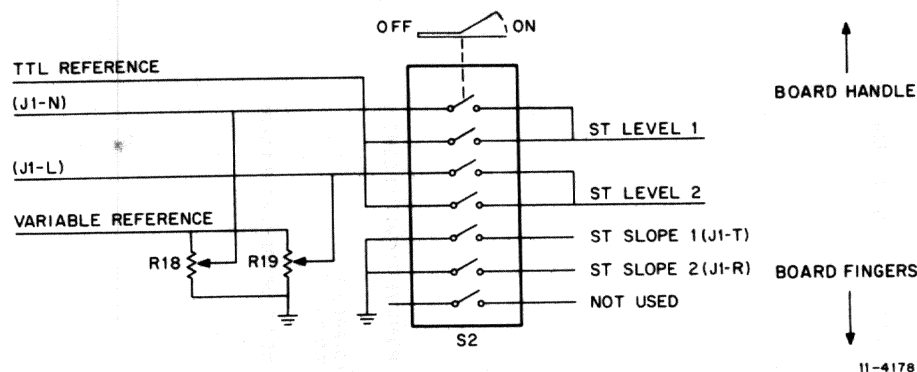 OFF ON
TTL REFERENCE
(J1-N)
BOARD HANDLE
ST LEVEL 1
(J1-L)
ST LEVEL 2
VARIABLE REFERENCE
ST SLOPE 1 (J1-T)
R18 R19
ST SLOPE 2 (J1-R)
BOARD FINGERS
NOT USED
S2
11-4178